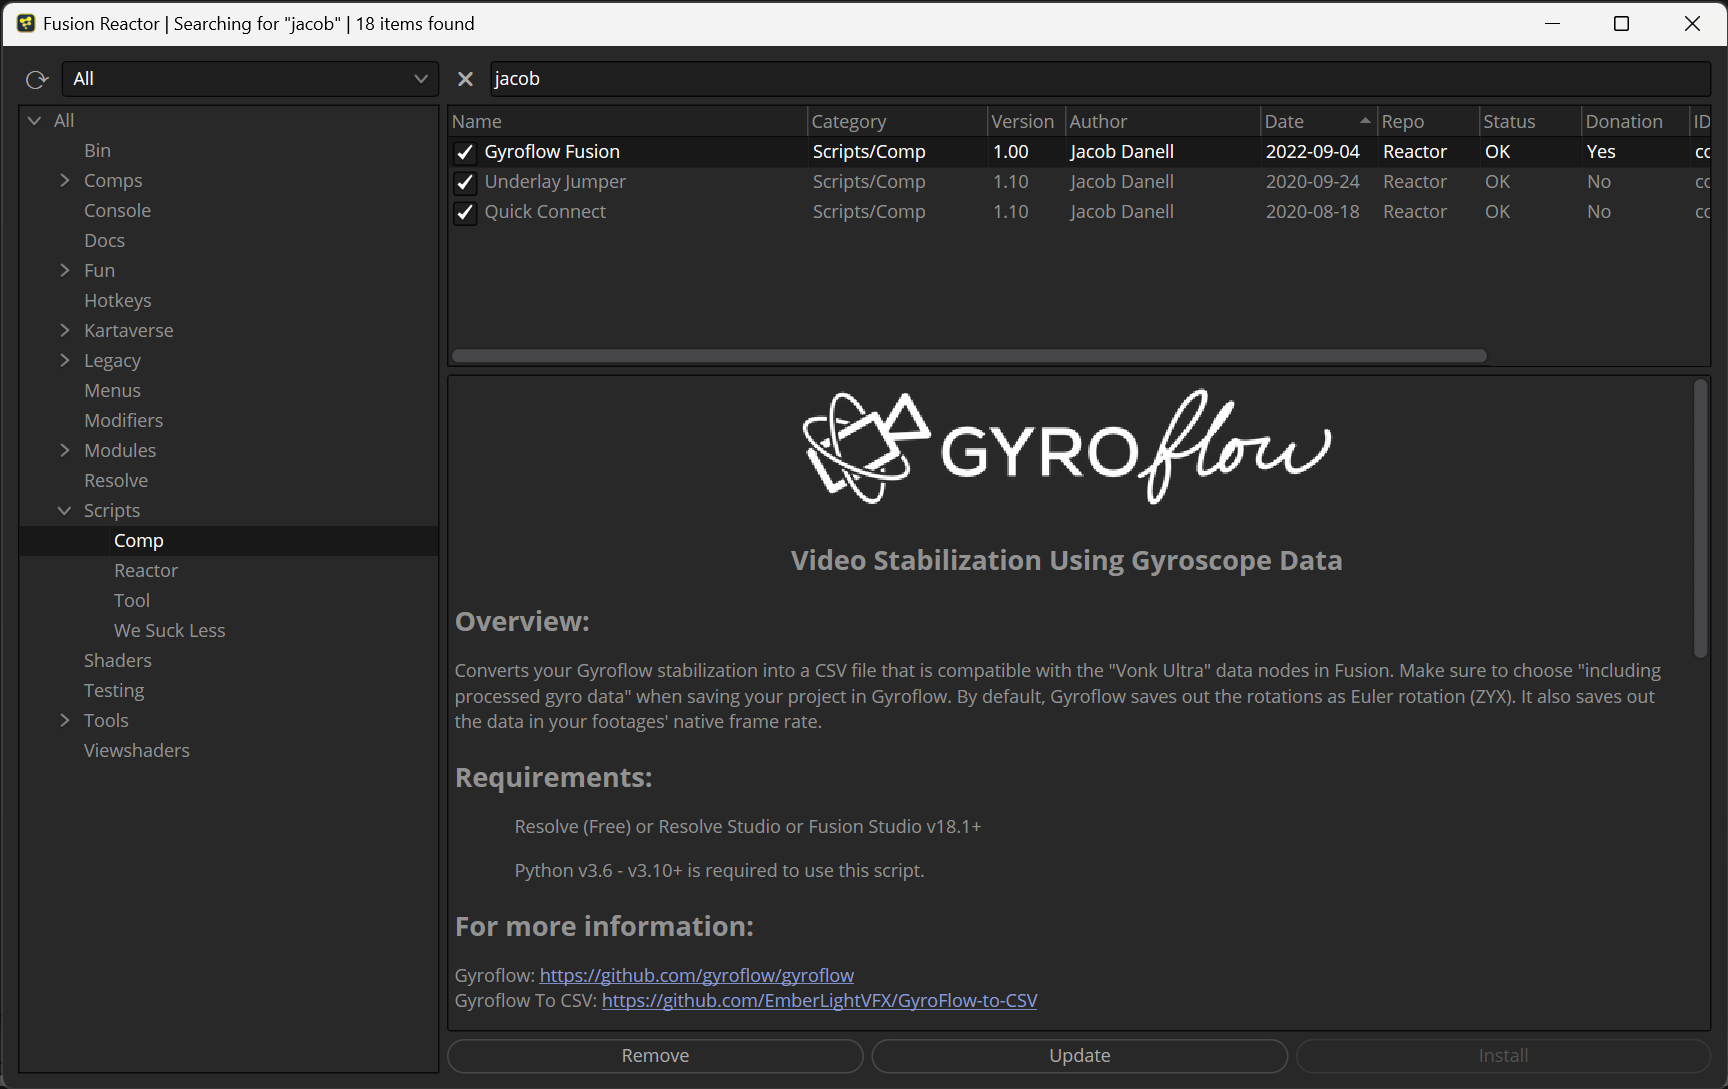 Fusion Reactor | Searching for "jacob" | 18 items found
All
jacob
All
Bin
Comps
Console
Docs
Fun
Hotkeys
Kartaverse
Legacy
Menus
Modifiers
Modules
Resolve
Scripts
Comp
Reactor
Tool
We Suck Less
Shaders
Testing
Tools
Viewshaders
Name Category Version Author Date Repo Status Donation ID
Gyroflow Fusion Scripts/Comp 1.00 Jacob Danell 2022-09-04 Reactor OK Yes
Underlay Jumper Scripts/Comp 1.10 Jacob Danell 2020-09-24 Reactor OK No
Quick Connect Scripts/Comp 1.10 Jacob Danell 2020-08-18 Reactor OK No
GYROflow
Video Stabilization Using Gyroscope Data
Overview:
Converts your Gyroflow stabilization into a CSV file that is compatible with the "Vonk Ultra" data nodes in Fusion. Make sure to choose "including
processed gyro data" when saving your project in Gyroflow. By default, Gyroflow saves out the rotations as Euler rotation (ZYX). It also saves out
the data in your footages' native frame rate.
Requirements:
Resolve (Free) or Resolve Studio or Fusion Studio v18.1+
Python v3.6 - v3.10+ is required to use this script.
For more information:
Gyroflow: https://github.com/gyroflow/gyroflow
Gyroflow To CSV: https://github.com/EmberLightVFX/GyroFlow-to-CSV
Remove
Update
Install